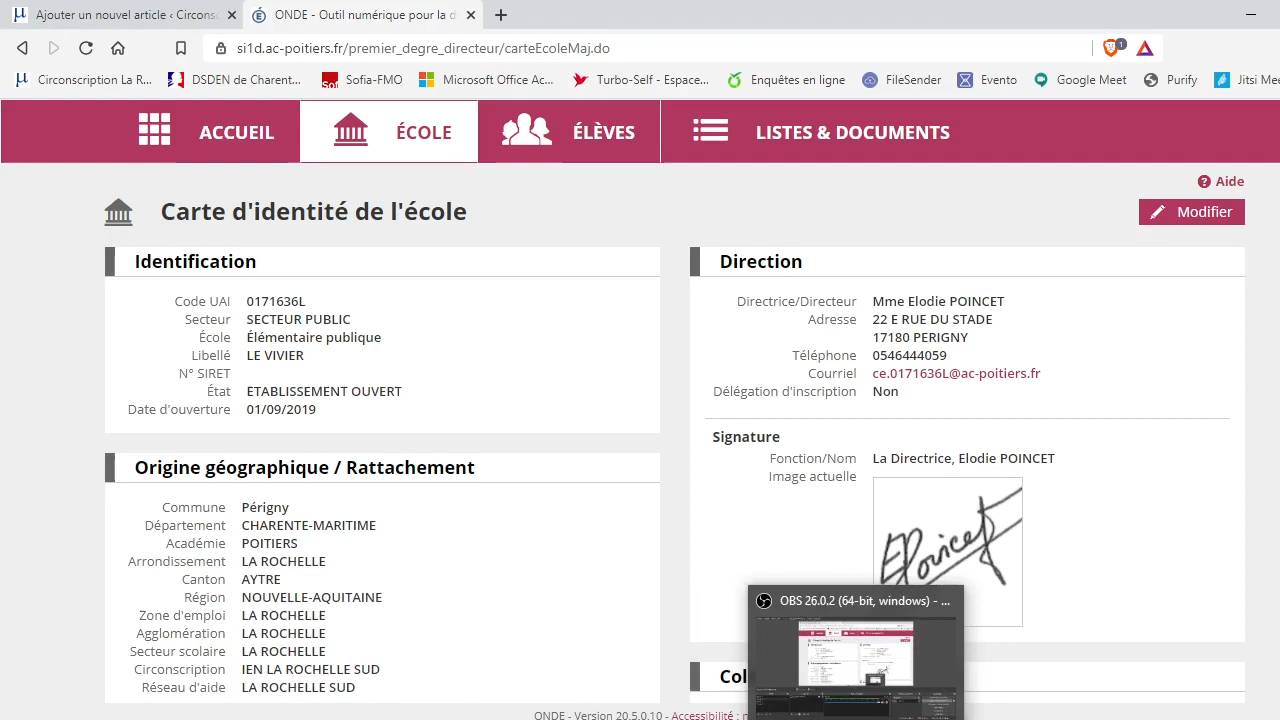 Ajouter un nouvel article ‹ Circons
ONDE - Outil numérique pour la d
si1d.ac-poitiers.fr/premier_degre_directeur/carteEcoleMaj.do
1
Circonscription La R...
DSDEN de Charent...
Sofia-FMO
Microsoft Office Ac...
Turbo-Self - Espace...
Enquêtes en ligne
FileSender
Evento
Google Meet
Purify
Jitsi Mee
ACCUEIL
ÉCOLE
ÉLÈVES
LISTES & DOCUMENTS
Aide
Carte d'identité de l'école
Modifier
Identification
Code UAI 0171636L
Secteur SECTEUR PUBLIC
École Élémentaire publique
Libellé LE VIVIER
N° SIRET
État ETABLISSEMENT OUVERT
Date d'ouverture 01/09/2019
Origine géographique / Rattachement
Commune Périgny
Département CHARENTE-MARITIME
Académie POITIERS
Arrondissement LA ROCHELLE
Canton AYTRE
Région NOUVELLE-AQUITAINE
Zone d'emploi LA ROCHELLE
LA ROCHELLE
LA ROCHELLE
Circonscription IEN LA ROCHELLE SUD
Réseau d'aide LA ROCHELLE SUD
Direction
Directrice/Directeur Mme Elodie POINCET
Adresse 22 E RUE DU STADE
17180 PERIGNY
Téléphone 0546444059
Courriel ce.0171636L@ac-poitiers.fr
Délégation d'inscription Non
Signature
Fonction/Nom La Directrice, Elodie POINCET
Image actuelle
EPoincet
OBS 26.0.2 (64-bit, windows) - ...
Col
E - Version 20.5.0 Accessibilité : n